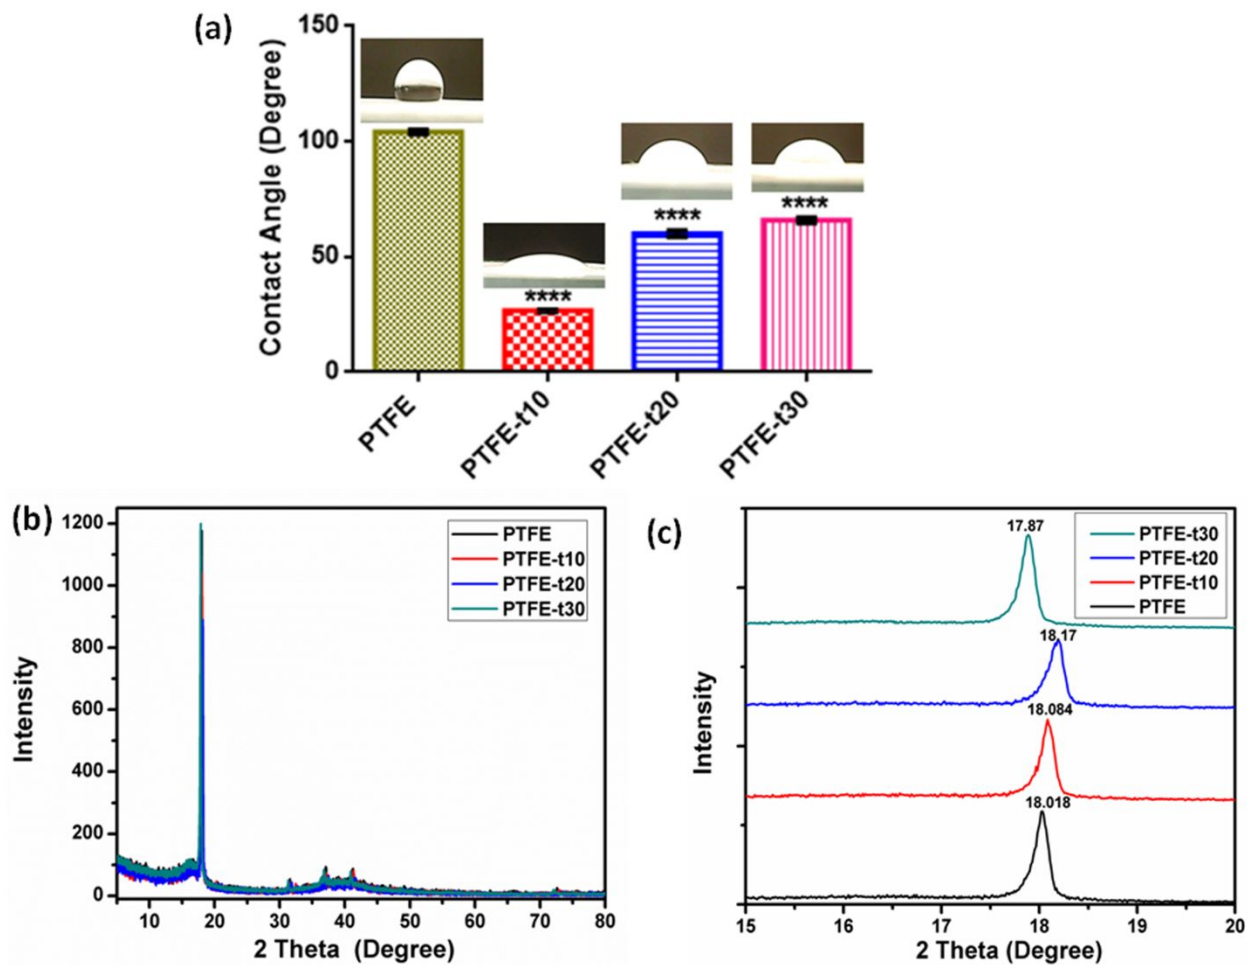 (a)
Contact Angle (Degree)
150
100
50
0
****
****
****
PTFE
PTFE-t10
PTFE-t20
PTFE-t30
(b)
Intensity
1200
1000
800
600
400
200
0
PTFE
PTFE-t10
PTFE-t20
PTFE-t30
10 20 30 40 50 60 70 80
2 Theta (Degree)
(c)
Intensity
17.87
18.17
18.084
18.018
PTFE-t30
PTFE-t20
PTFE-t10
PTFE
15 16 17 18 19 20
2 Theta (Degree)